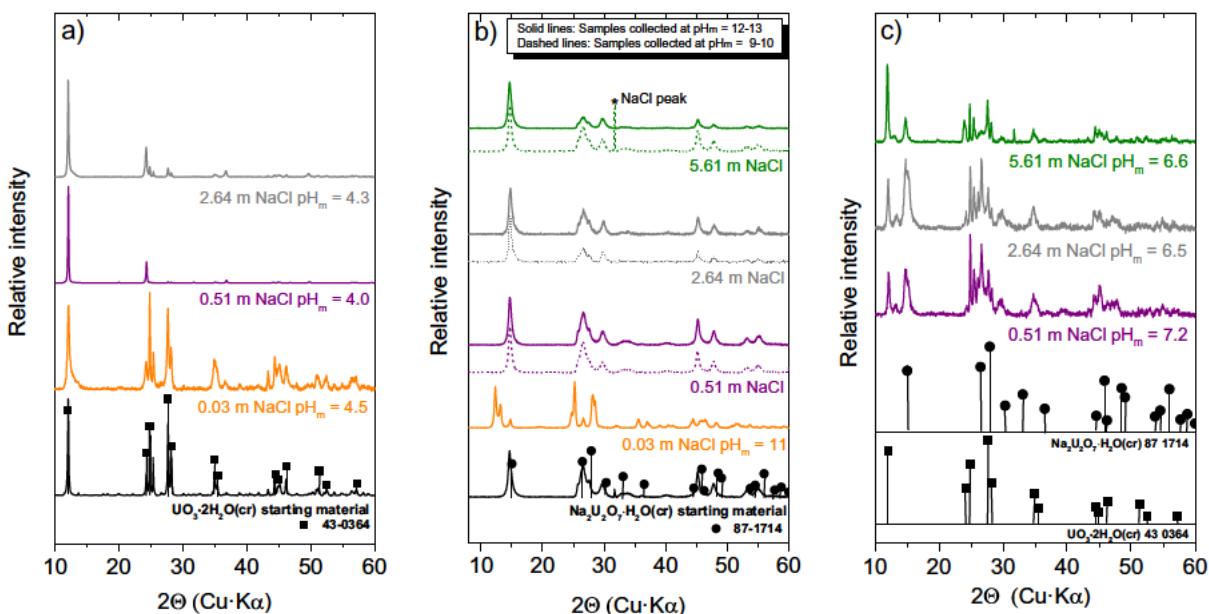 a)
Relative intensity
2.64 m NaCl pHm = 4.3
0.51 m NaCl pHm = 4.0
0.03 m NaCl pHm = 4.5
UO3·2H2O(cr) starting material
■ 43-0364
10 20 30 40 50 60
2Θ (Cu·Kα)
b)
Solid lines: Samples collected at pHm = 12-13
Dashed lines: Samples collected at pHm = 9-10
* NaCl peak
Relative intensity
5.61 m NaCl
2.64 m NaCl
0.51 m NaCl
0.03 m NaCl pHm = 11
Na2U2O7·H2O(cr) starting material
● 87-1714
10 20 30 40 50 60
2Θ (Cu·Kα)
c)
Relative intensity
5.61 m NaCl pHm = 6.6
2.64 m NaCl pHm = 6.5
0.51 m NaCl pHm = 7.2
Na2U2O7·H2O(cr) 87 1714
UO3·2H2O(cr) 43 0364
10 20 30 40 50 60
2Θ (Cu·Kα)